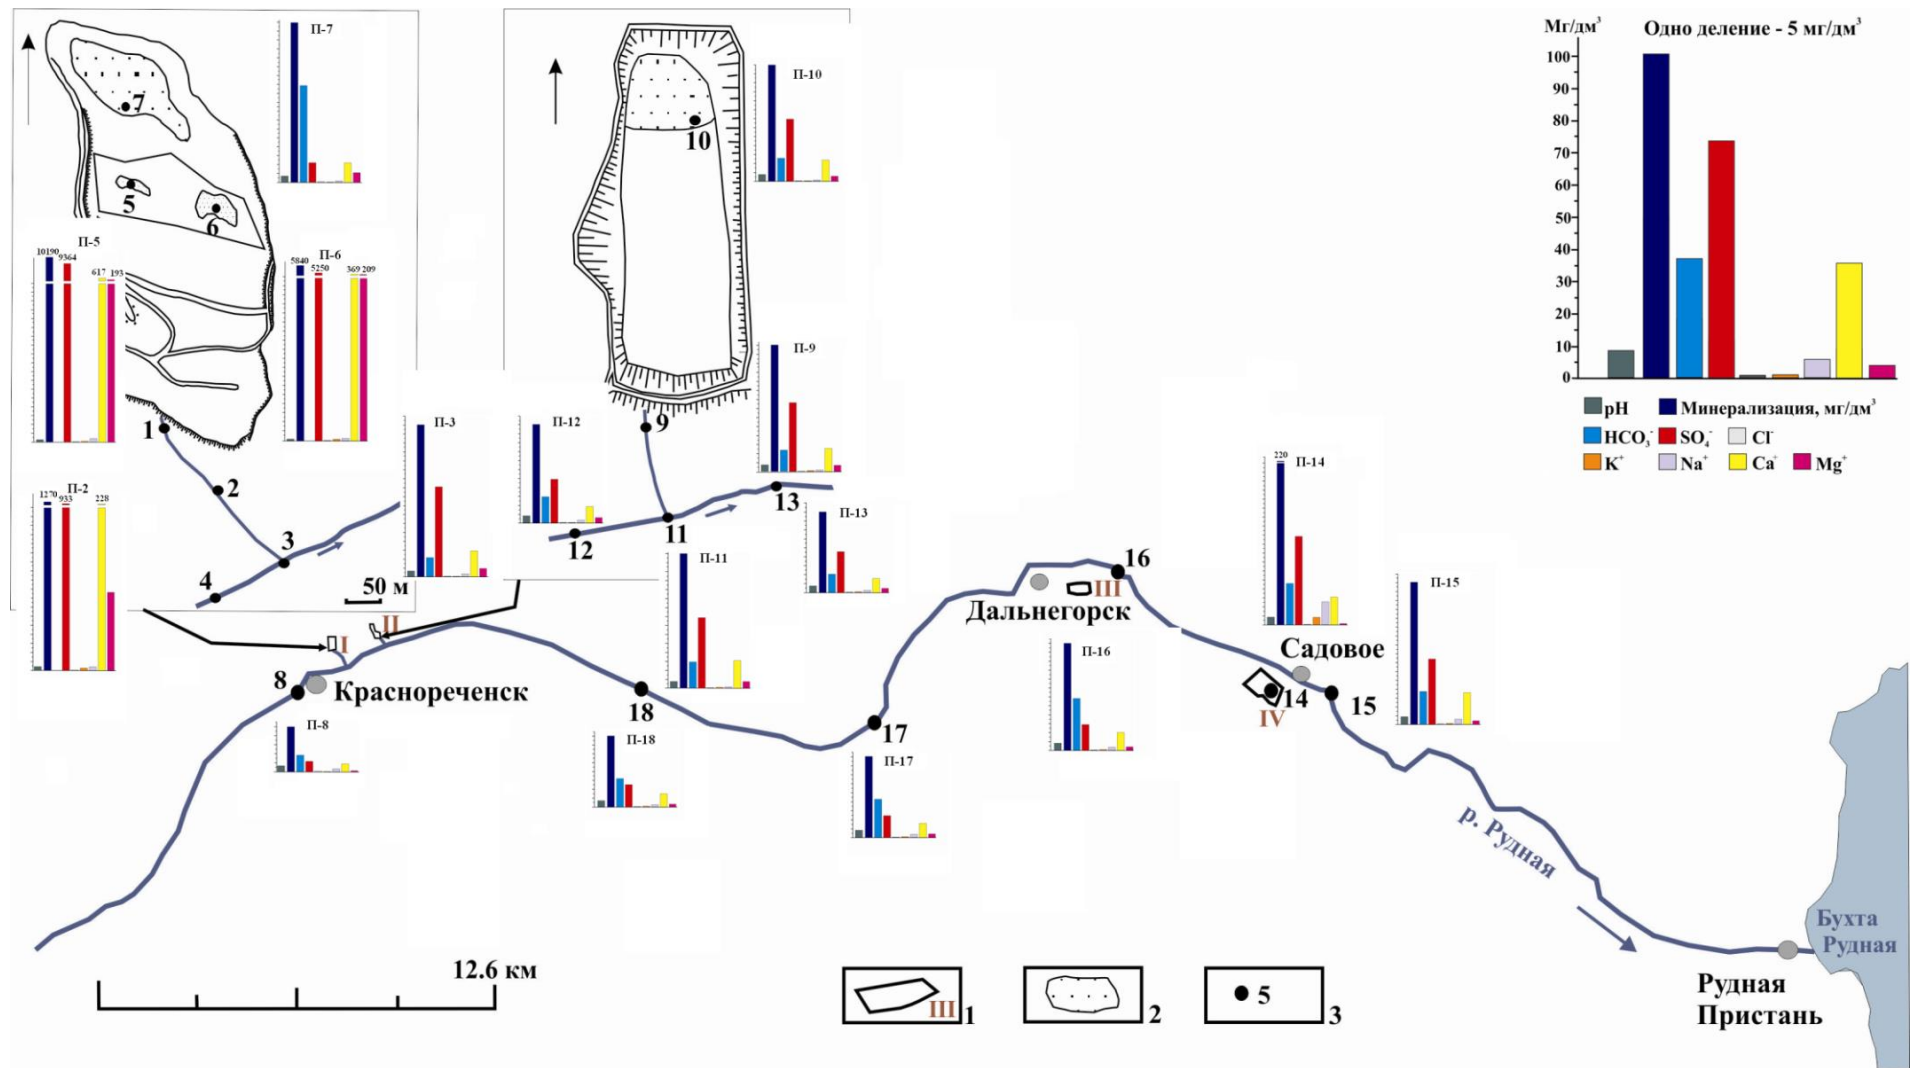 П-7
7
5
6
П-5
10190
9364
617
193
П-6
5840
5250
369
209
1
2
3
4
П-2
1270
933
228
П-3
50 м
П-10
10
П-9
9
П-12
12
11
13
П-13
П-11
I
II
8
Краснореченск
П-8
18
П-18
17
П-17
Дальнегорск
III
16
П-16
220
П-14
Садовое
14
IV
15
П-15
р. Рудная
Бухта
Рудная
Рудная
Пристань
Мг/дм³
Одно деление - 5 мг/дм³
100
90
80
70
60
50
40
30
20
10
0
pH
Минерализация, мг/дм³
HCO₃⁻
SO₄⁻
Cl⁻
K⁺
Na⁺
Ca⁺
Mg⁺
12.6 км
III
1
2
5
3